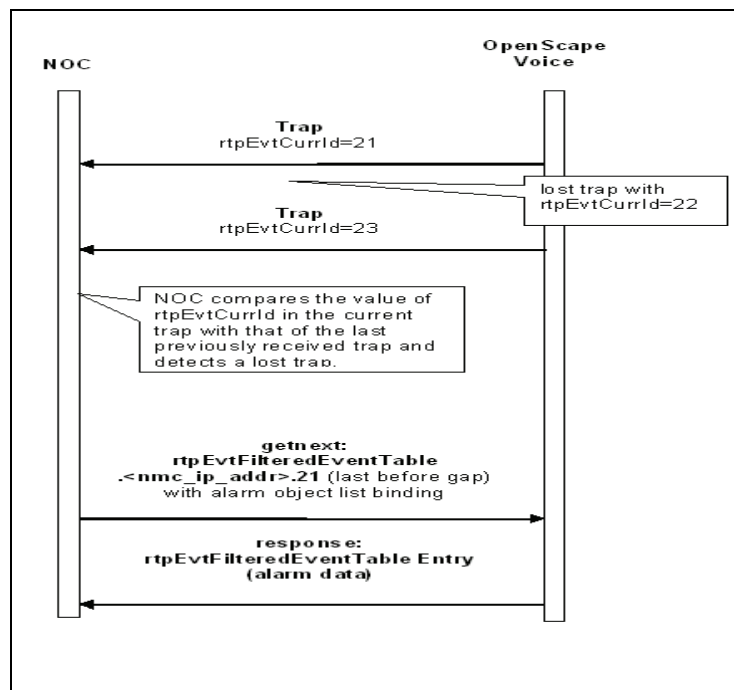 NOC
OpenScape
Voice
Trap
rtpEvtCurrId=21
lost trap with
rtpEvtCurrId=22
Trap
rtpEvtCurrId=23
NOC compares the value of
rtpEvtCurrId in the current
trap with that of the last
previously received trap and
detects a lost trap.
getnext:
rtpEvtFilteredEventTable
.<nmc_ip_addr>.21 (last before gap)
with alarm object list binding
response:
rtpEvtFilteredEventTable Entry
(alarm data)